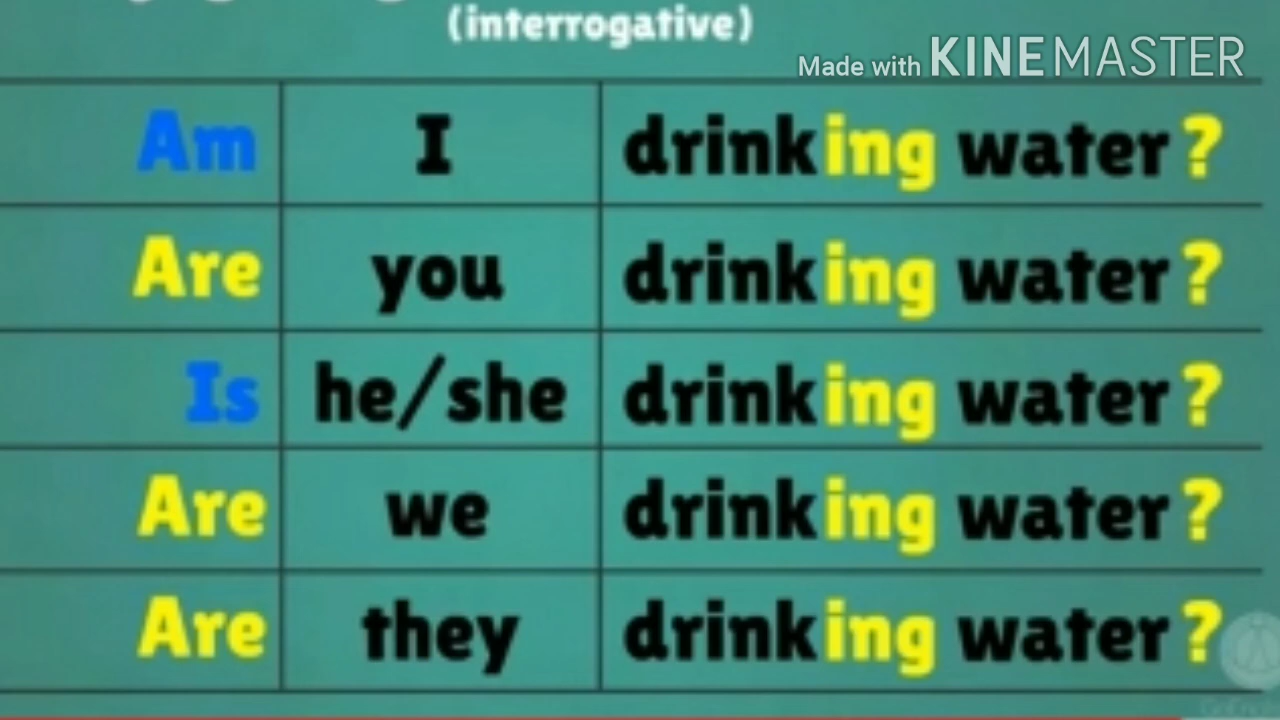 (interrogative)
Made with KINEMASTER
Am I drinking water ?
Are you drinking water ?
Is he/she drinking water ?
Are we drinking water ?
Are they drinking water ?